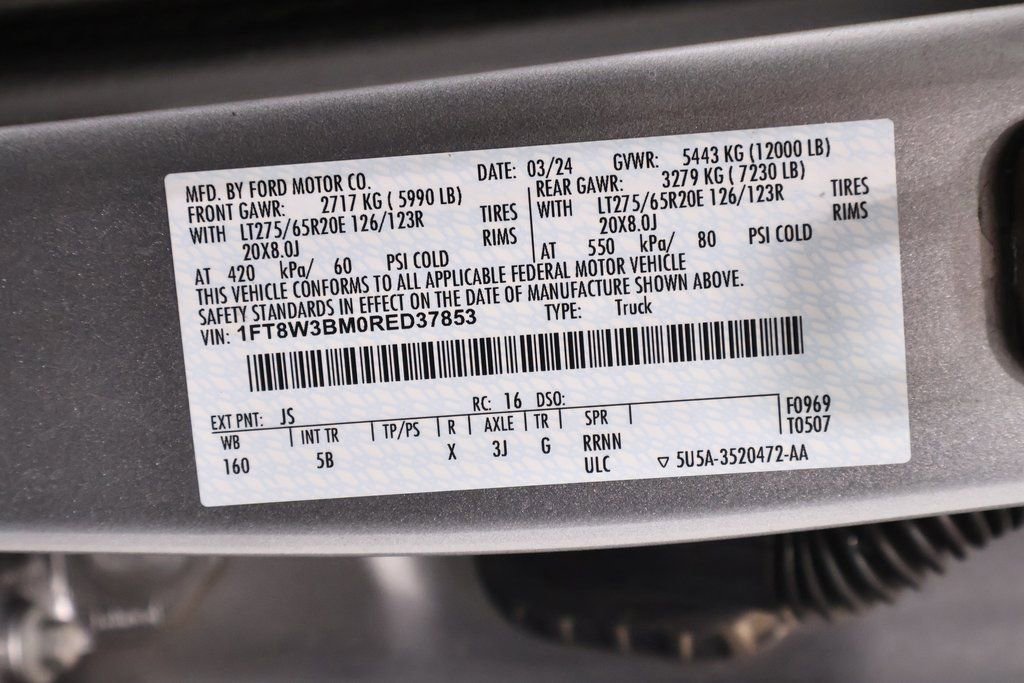 MFD. BY FORD MOTOR CO. DATE: 03/24 GVWR: 5443 KG (12000 LB)
FRONT GAWR: 2717 KG ( 5990 LB) REAR GAWR: 3279 KG ( 7230 LB)
WITH LT275/65R20E 126/123R TIRES WITH LT275/65R20E 126/123R TIRES
20X8.0J RIMS 20X8.0J RIMS
AT 420 kPa/ 60 PSI COLD AT 550 kPa/ 80 PSI COLD
THIS VEHICLE CONFORMS TO ALL APPLICABLE FEDERAL MOTOR VEHICLE
SAFETY STANDARDS IN EFFECT ON THE DATE OF MANUFACTURE SHOWN ABOVE.
VIN: 1FT8W3BM0RED37853 TYPE: Truck
EXT PNT: JS RC: 16 DSO: F0969
WB INT TR TP/PS R AXLE TR SPR T0507
160 5B X 3J G RRNN
ULC ▽ 5U5A-3520472-AA